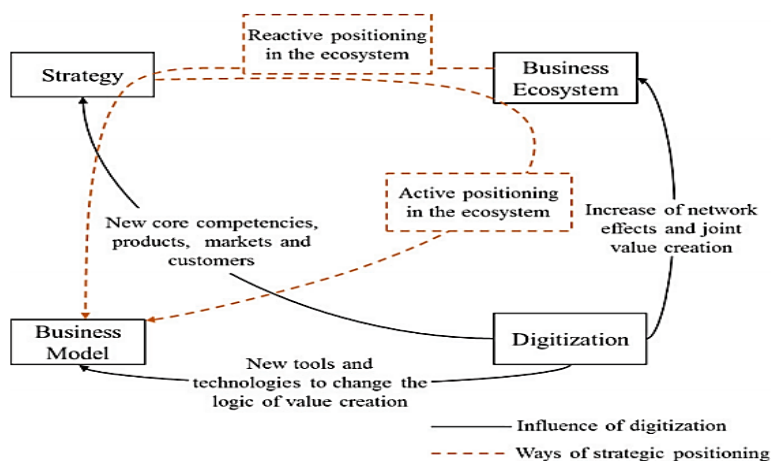 Reactive positioning
in the ecosystem
Strategy
Business
Ecosystem
Active positioning
in the ecosystem
New core competencies,
products, markets and
customers
Increase of network
effects and joint
value creation
Business
Model
Digitization
New tools and
technologies to change the
logic of value creation
Influence of digitization
Ways of strategic positioning